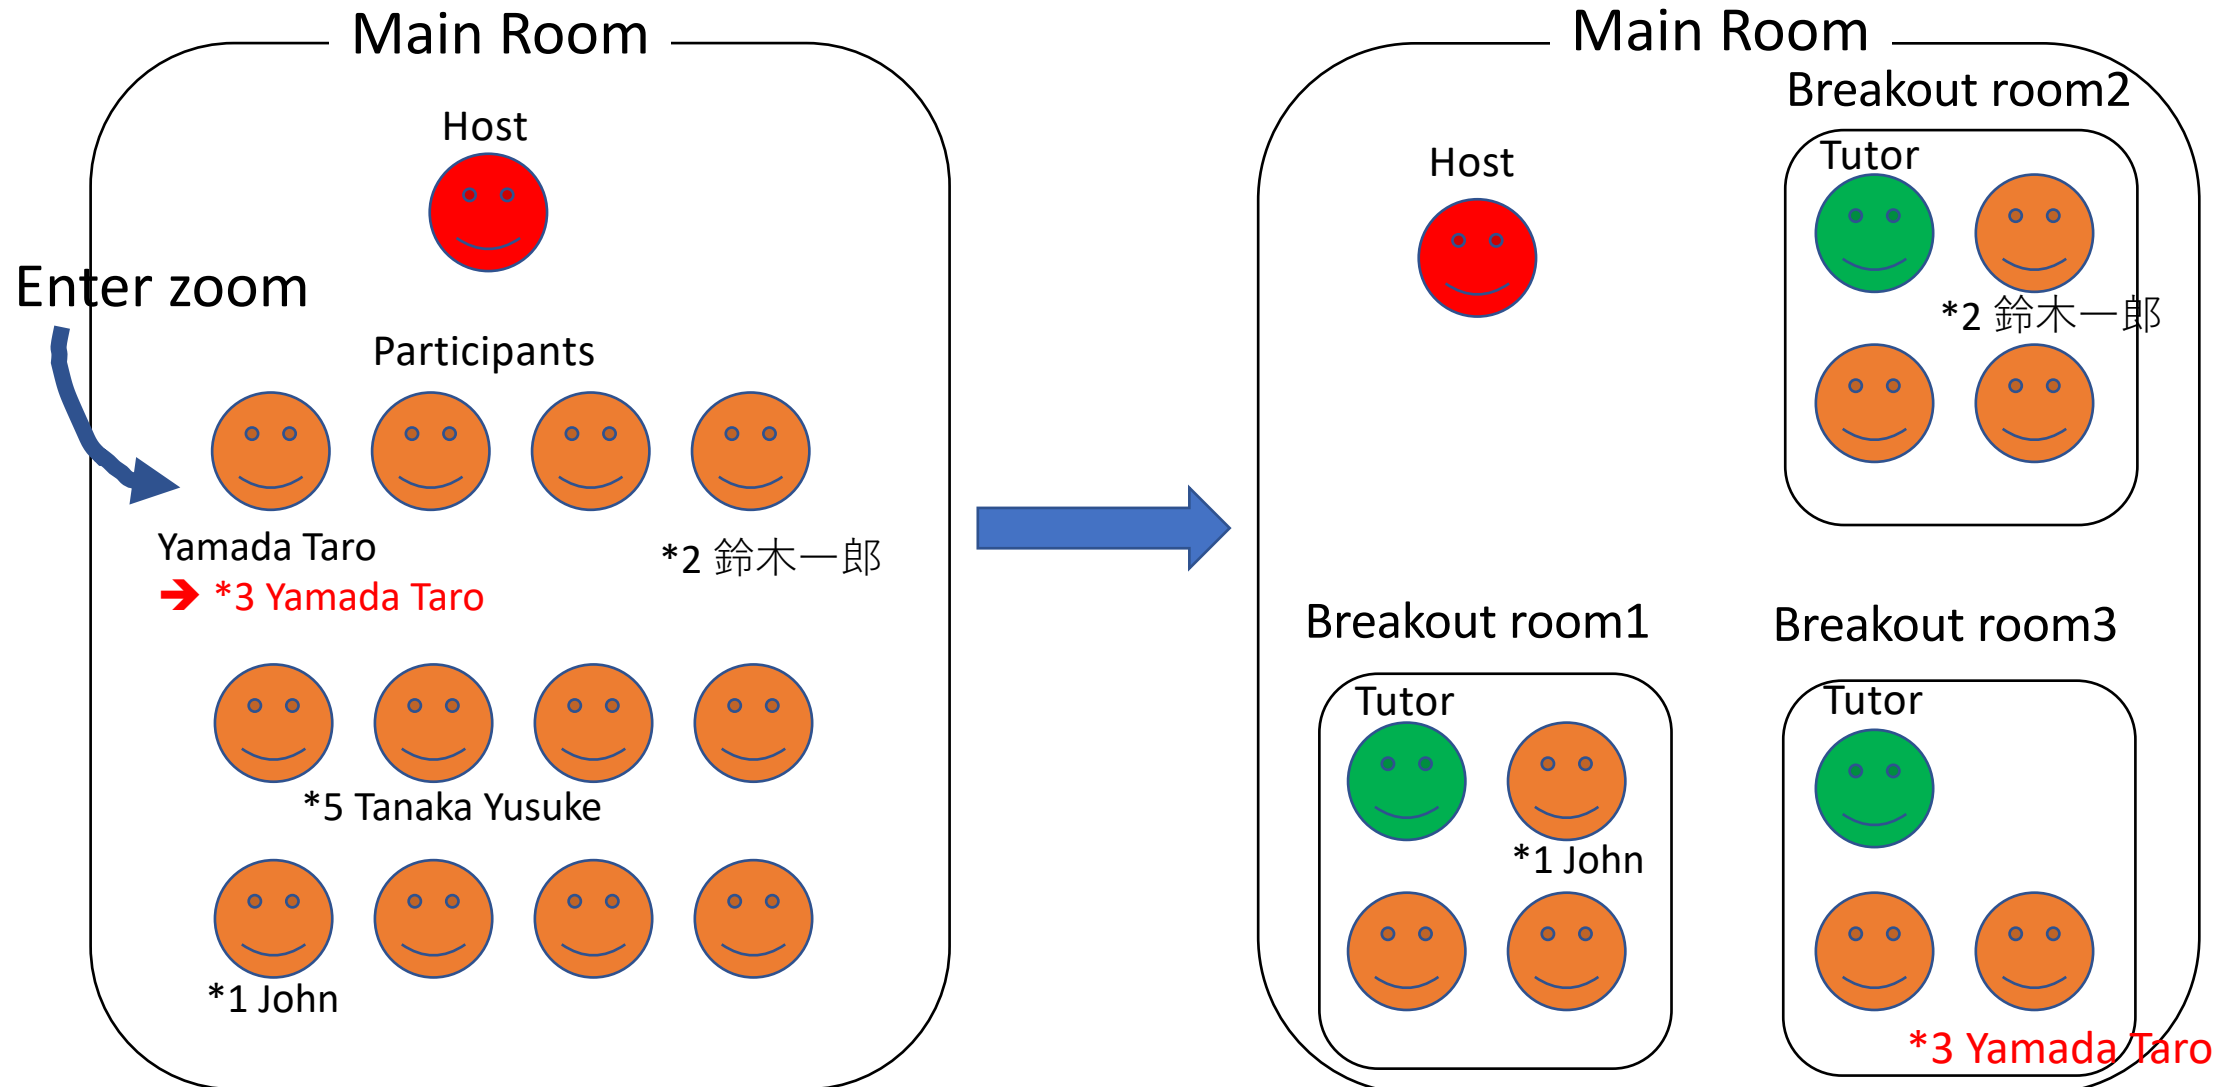 Main Room
Host
Enter zoom
Participants
Yamada Taro
➔ *3 Yamada Taro
*2 鈴木一郎
*5 Tanaka Yusuke
*1 John
Main Room
Host
Breakout room2
Tutor
*2 鈴木一郎
Breakout room1
Tutor
*1 John
Breakout room3
Tutor
*3 Yamada Taro